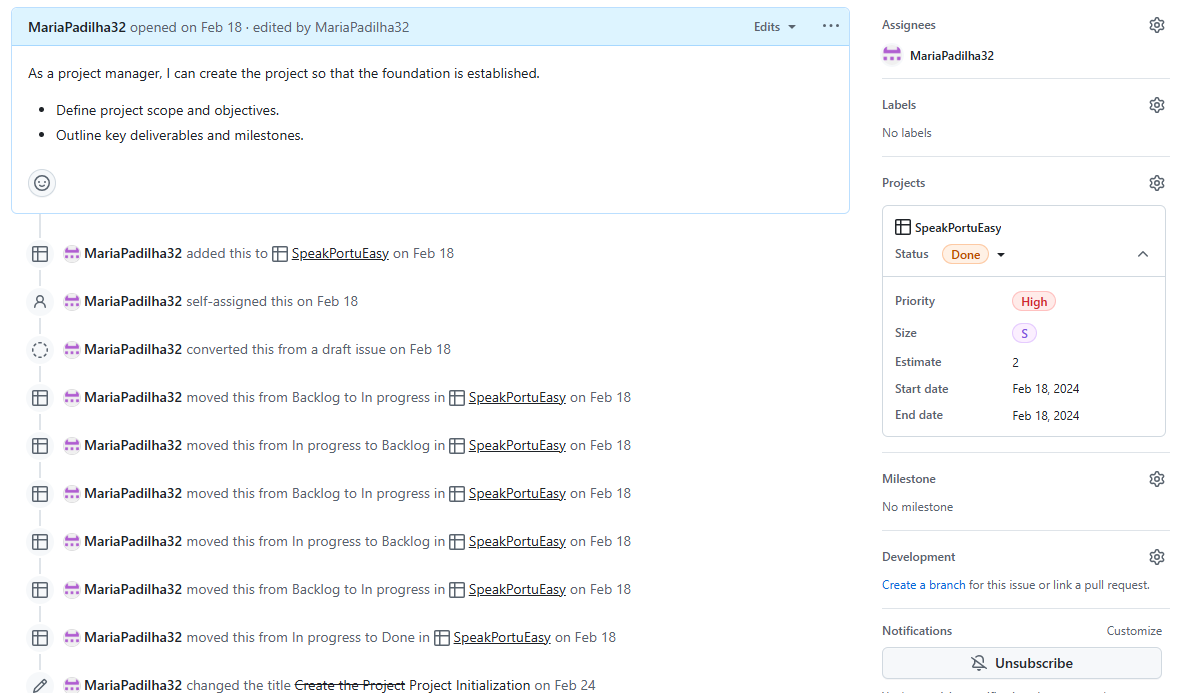 MariaPadilha32 opened on Feb 18 · edited by MariaPadilha32 Edits
As a project manager, I can create the project so that the foundation is established.
Define project scope and objectives.
Outline key deliverables and milestones.
MariaPadilha32 added this to SpeakPortuEasy on Feb 18
MariaPadilha32 self-assigned this on Feb 18
MariaPadilha32 converted this from a draft issue on Feb 18
MariaPadilha32 moved this from Backlog to In progress in SpeakPortuEasy on Feb 18
MariaPadilha32 moved this from In progress to Backlog in SpeakPortuEasy on Feb 18
MariaPadilha32 moved this from Backlog to In progress in SpeakPortuEasy on Feb 18
MariaPadilha32 moved this from In progress to Backlog in SpeakPortuEasy on Feb 18
MariaPadilha32 moved this from Backlog to In progress in SpeakPortuEasy on Feb 18
MariaPadilha32 moved this from In progress to Done in SpeakPortuEasy on Feb 18
MariaPadilha32 changed the title Create the Project Project Initialization on Feb 24
Assignees
MariaPadilha32
Labels
No labels
Projects
SpeakPortuEasy
Status Done
Priority High
Size S
Estimate 2
Start date Feb 18, 2024
End date Feb 18, 2024
Milestone
No milestone
Development
Create a branch for this issue or link a pull request.
Notifications Customize
Unsubscribe